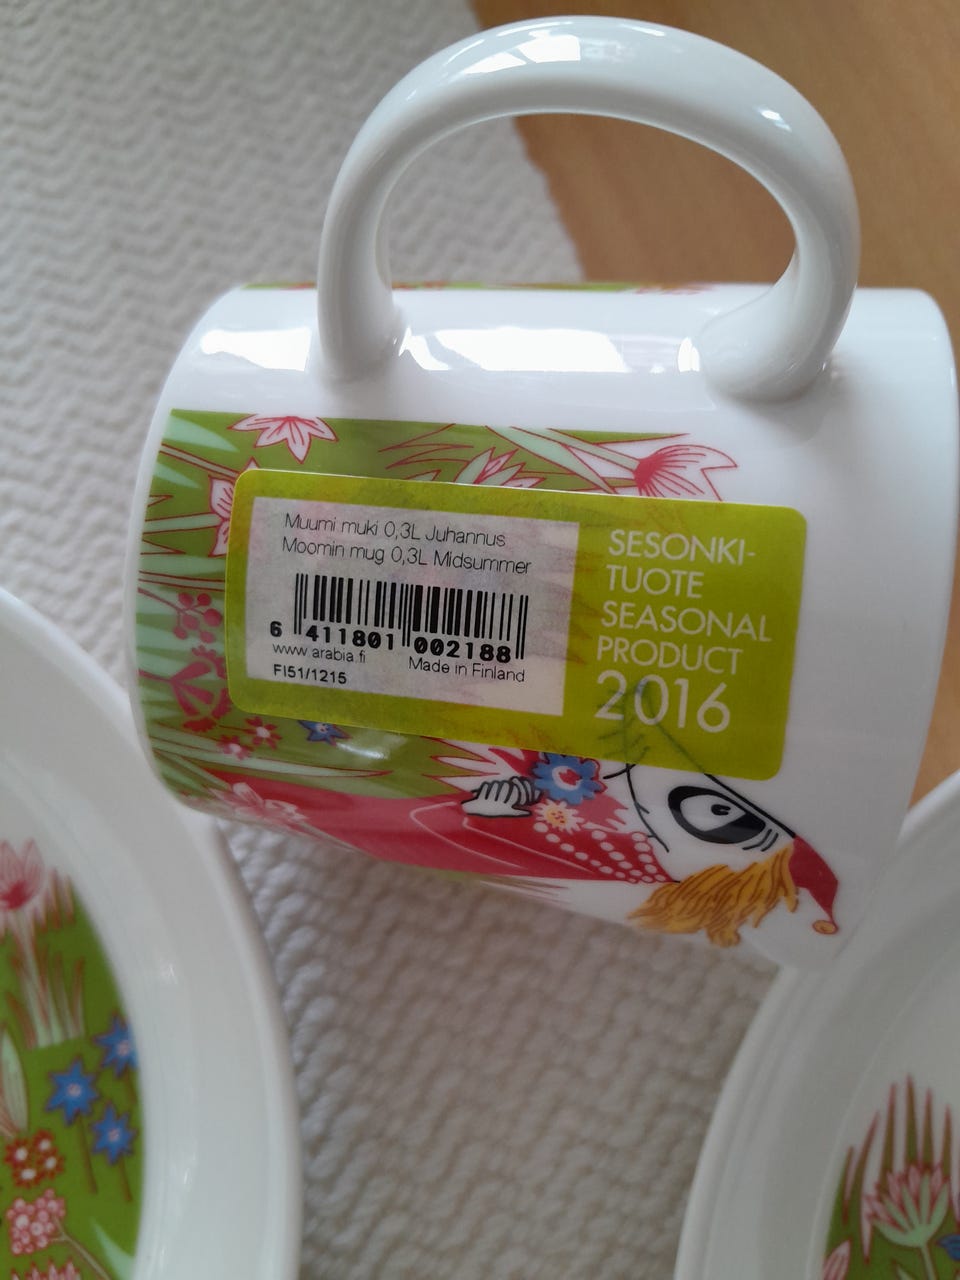 Muumi muki 0,3L Juhannus
Moomin mug 0,3L Midsummer
6 411801 002188
www.arabia.fi Made in Finland
FI51/1215
SESONKI-
TUOTE
SEASONAL
PRODUCT
2016